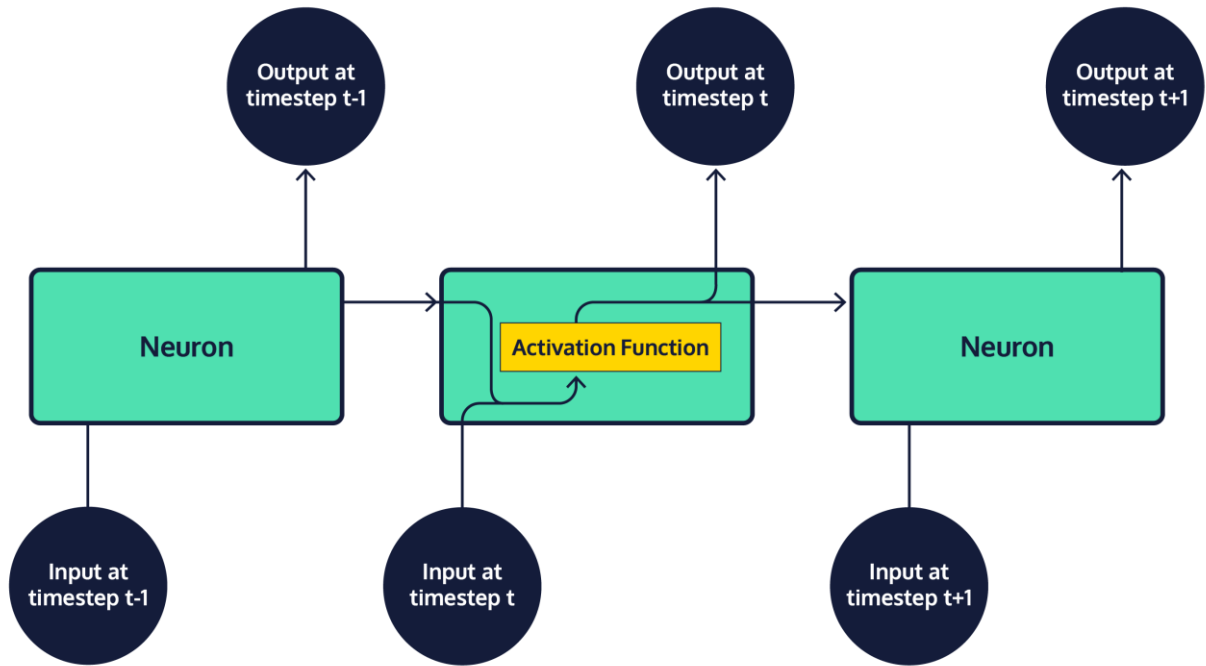 Output at
timestep t-1
Output at
timestep t
Output at
timestep t+1
Neuron
Activation Function
Neuron
Input at
timestep t-1
Input at
timestep t
Input at
timestep t+1